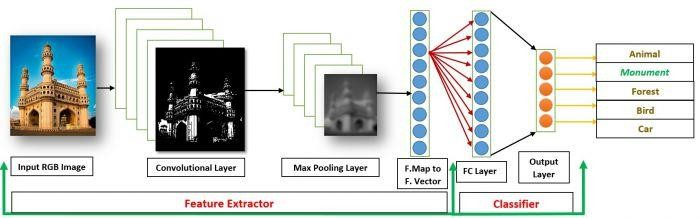 Animal
Monument
Forest
Bird
Car
Input RGB Image
Convolutional Layer
Max Pooling Layer
F.Map to
F. Vector
FC Layer
Output
Layer
Feature Extractor
Classifier